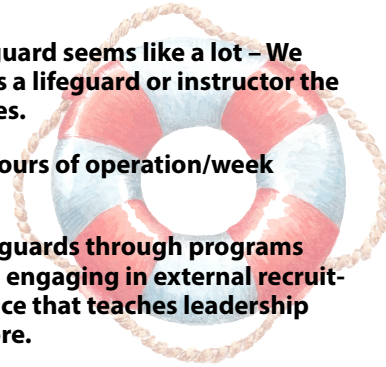 guard seems like a lot – We
s a lifeguard or instructor the
es.
ours of operation/week
guards through programs
engaging in external recruit-
ce that teaches leadership
re.